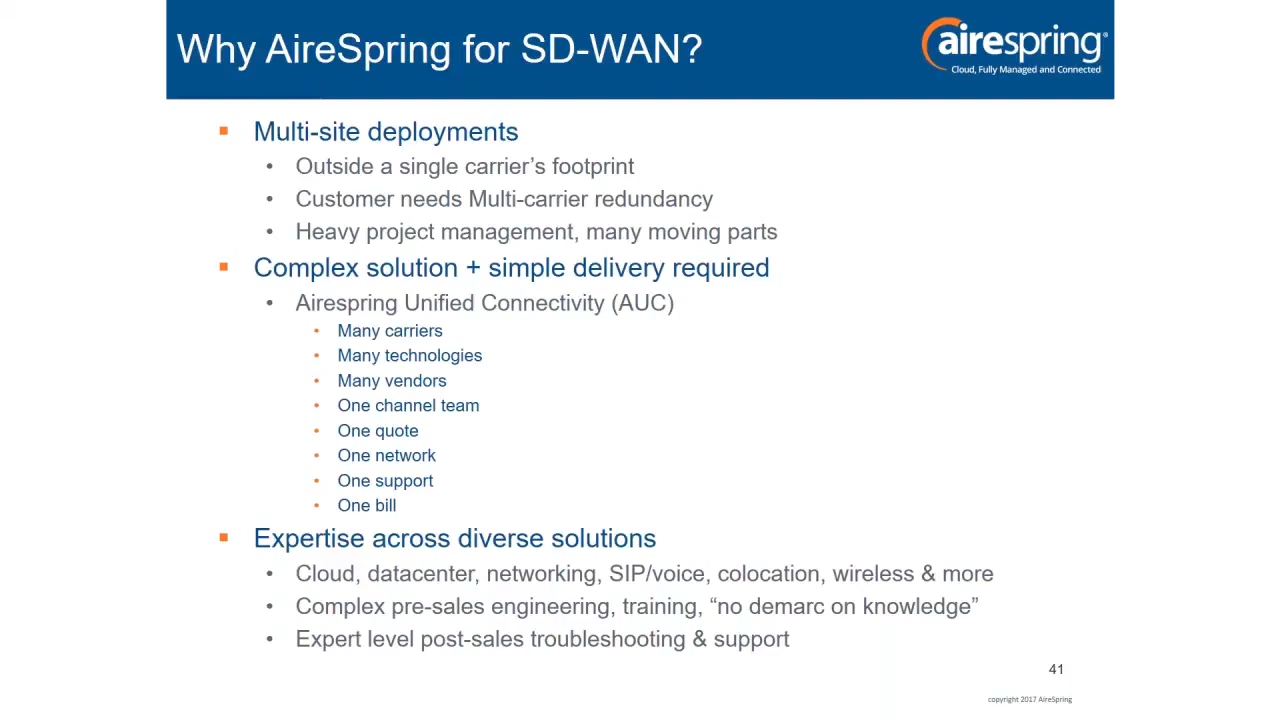 Why AireSpring for SD-WAN?
airespring®
Cloud, Fully Managed and Connected
▪ Multi-site deployments
• Outside a single carrier’s footprint
• Customer needs Multi-carrier redundancy
• Heavy project management, many moving parts
▪ Complex solution + simple delivery required
• Airespring Unified Connectivity (AUC)
• Many carriers
• Many technologies
• Many vendors
• One channel team
• One quote
• One network
• One support
• One bill
▪ Expertise across diverse solutions
• Cloud, datacenter, networking, SIP/voice, colocation, wireless & more
• Complex pre-sales engineering, training, “no demarc on knowledge”
• Expert level post-sales troubleshooting & support
41
copyright 2017 AireSpring